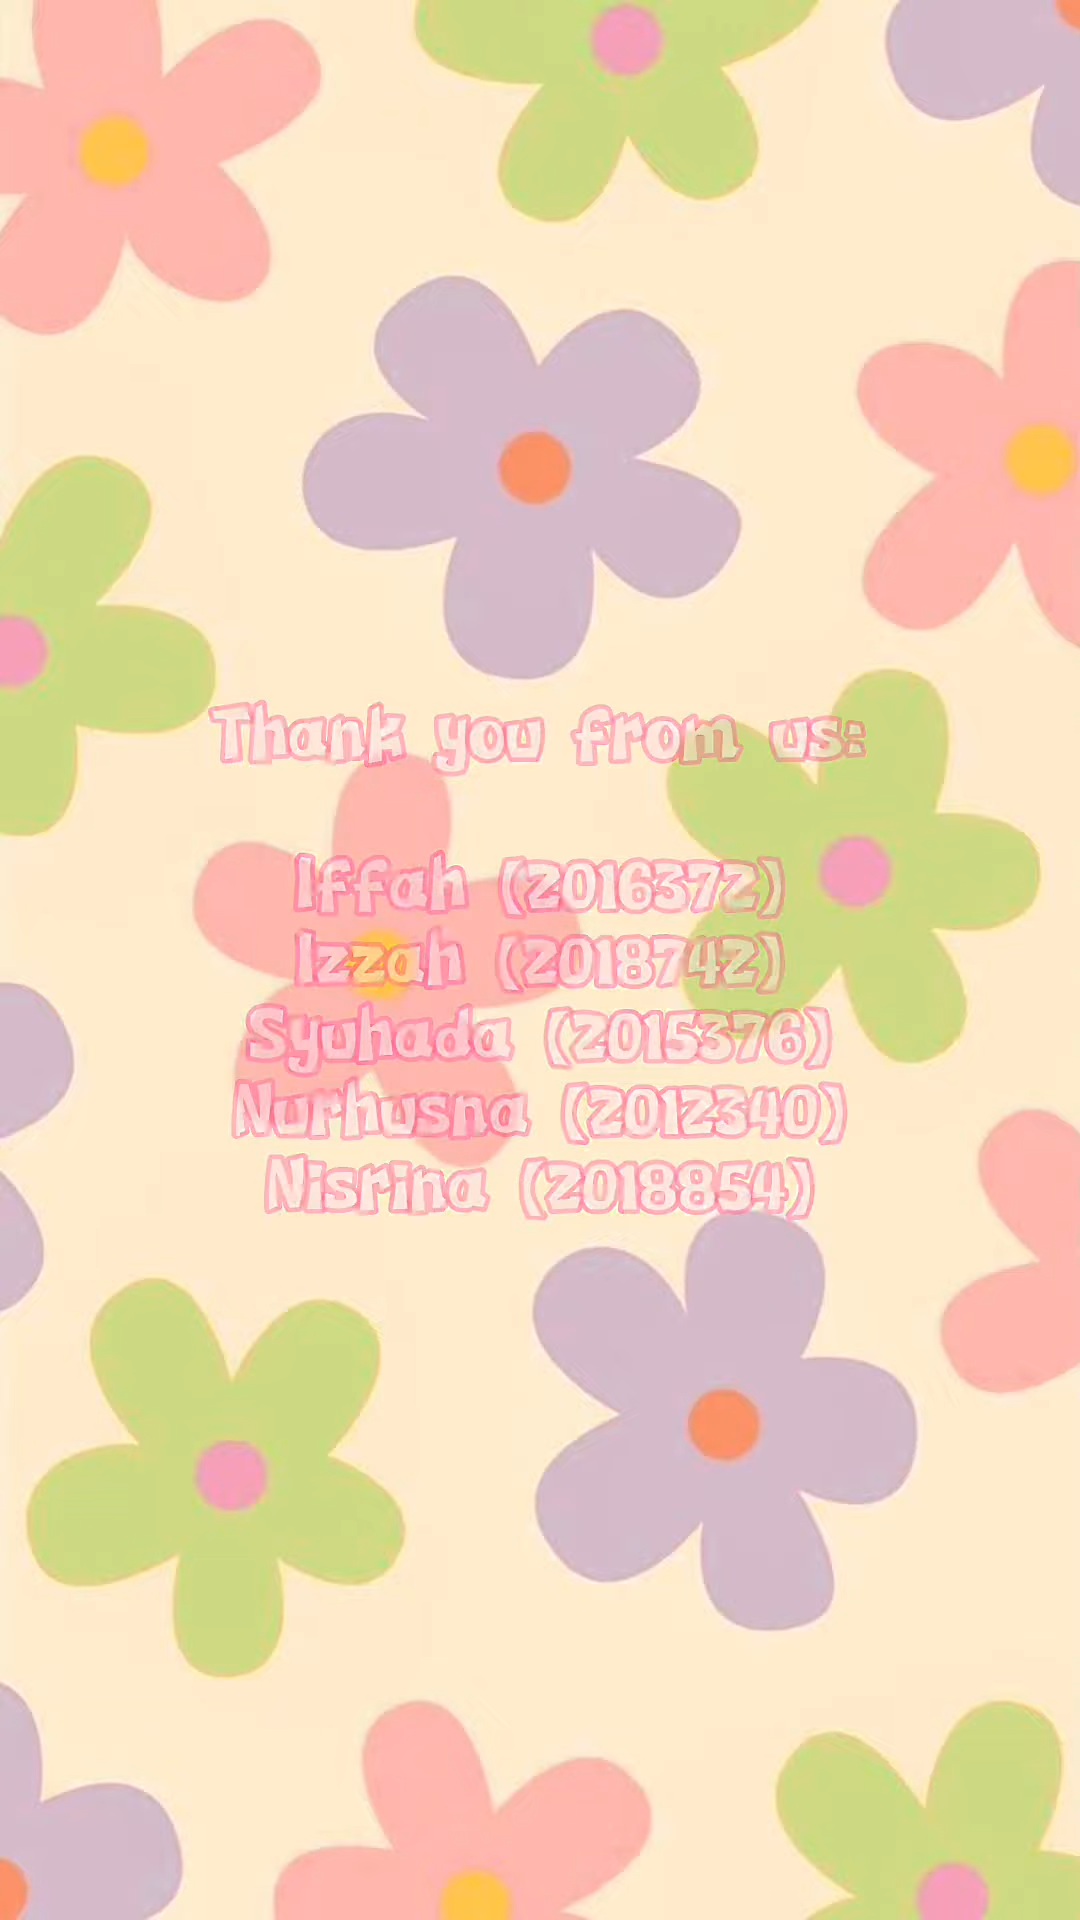 Thank you from us:
Iffah (2016372)
Izzah (2018742)
Syuhada (2015376)
Nurhusna (2012340)
Nisrina (2018854)